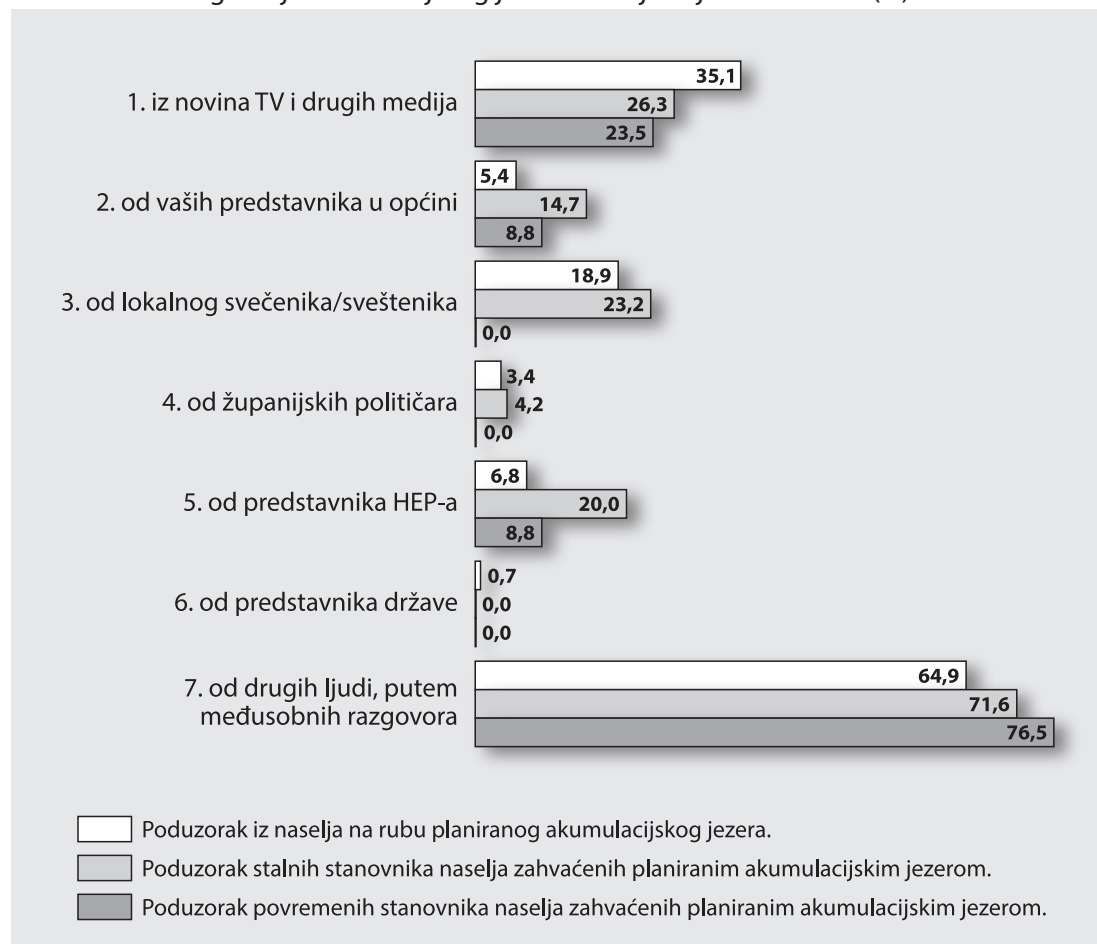 1. iz novina TV i drugih medija
35,1
26,3
23,5
2. od vaših predstavnika u općini
5,4
14,7
8,8
3. od lokalnog svečenika/sveštenika
18,9
23,2
0,0
4. od županijskih političara
3,4
4,2
0,0
5. od predstavnika HEP-a
6,8
20,0
8,8
6. od predstavnika države
0,7
0,0
0,0
7. od drugih ljudi, putem
međusobnih razgovora
64,9
71,6
76,5
Poduzorak iz naselja na rubu planiranog akumulacijskog jezera.
Poduzorak stalnih stanovnika naselja zahvaćenih planiranim akumulacijskim jezerom.
Poduzorak povremenih stanovnika naselja zahvaćenih planiranim akumulacijskim jezerom.